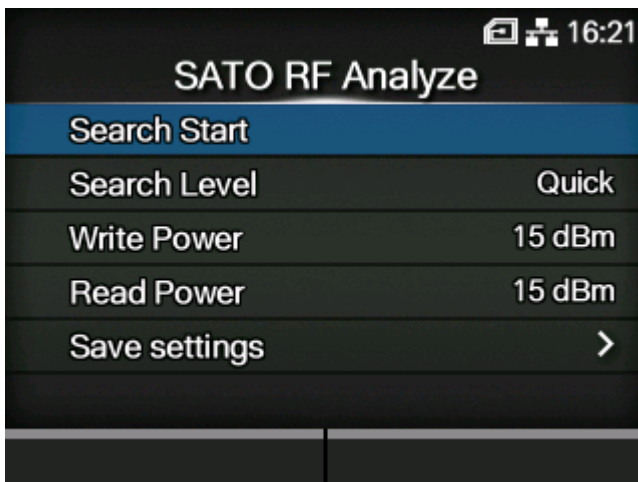 16:21
SATO RF Analyze
Search Start
Search Level Quick
Write Power 15 dBm
Read Power 15 dBm
Save settings >